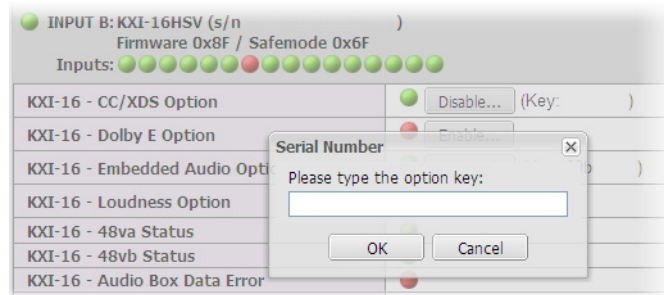 INPUT B: KXI-16HSV (s/n )
Firmware 0x8F / Safemode 0x6F
Inputs:
KXI-16 - CC/XDS Option Disable... (Key: )
KXI-16 - Dolby E Option Enable...
Serial Number
KXI-16 - Embedded Audio Opti b )
Please type the option key:
KXI-16 - Loudness Option
KXI-16 - 48va Status
OK Cancel
KXI-16 - 48vb Status
KXI-16 - Audio Box Data Error